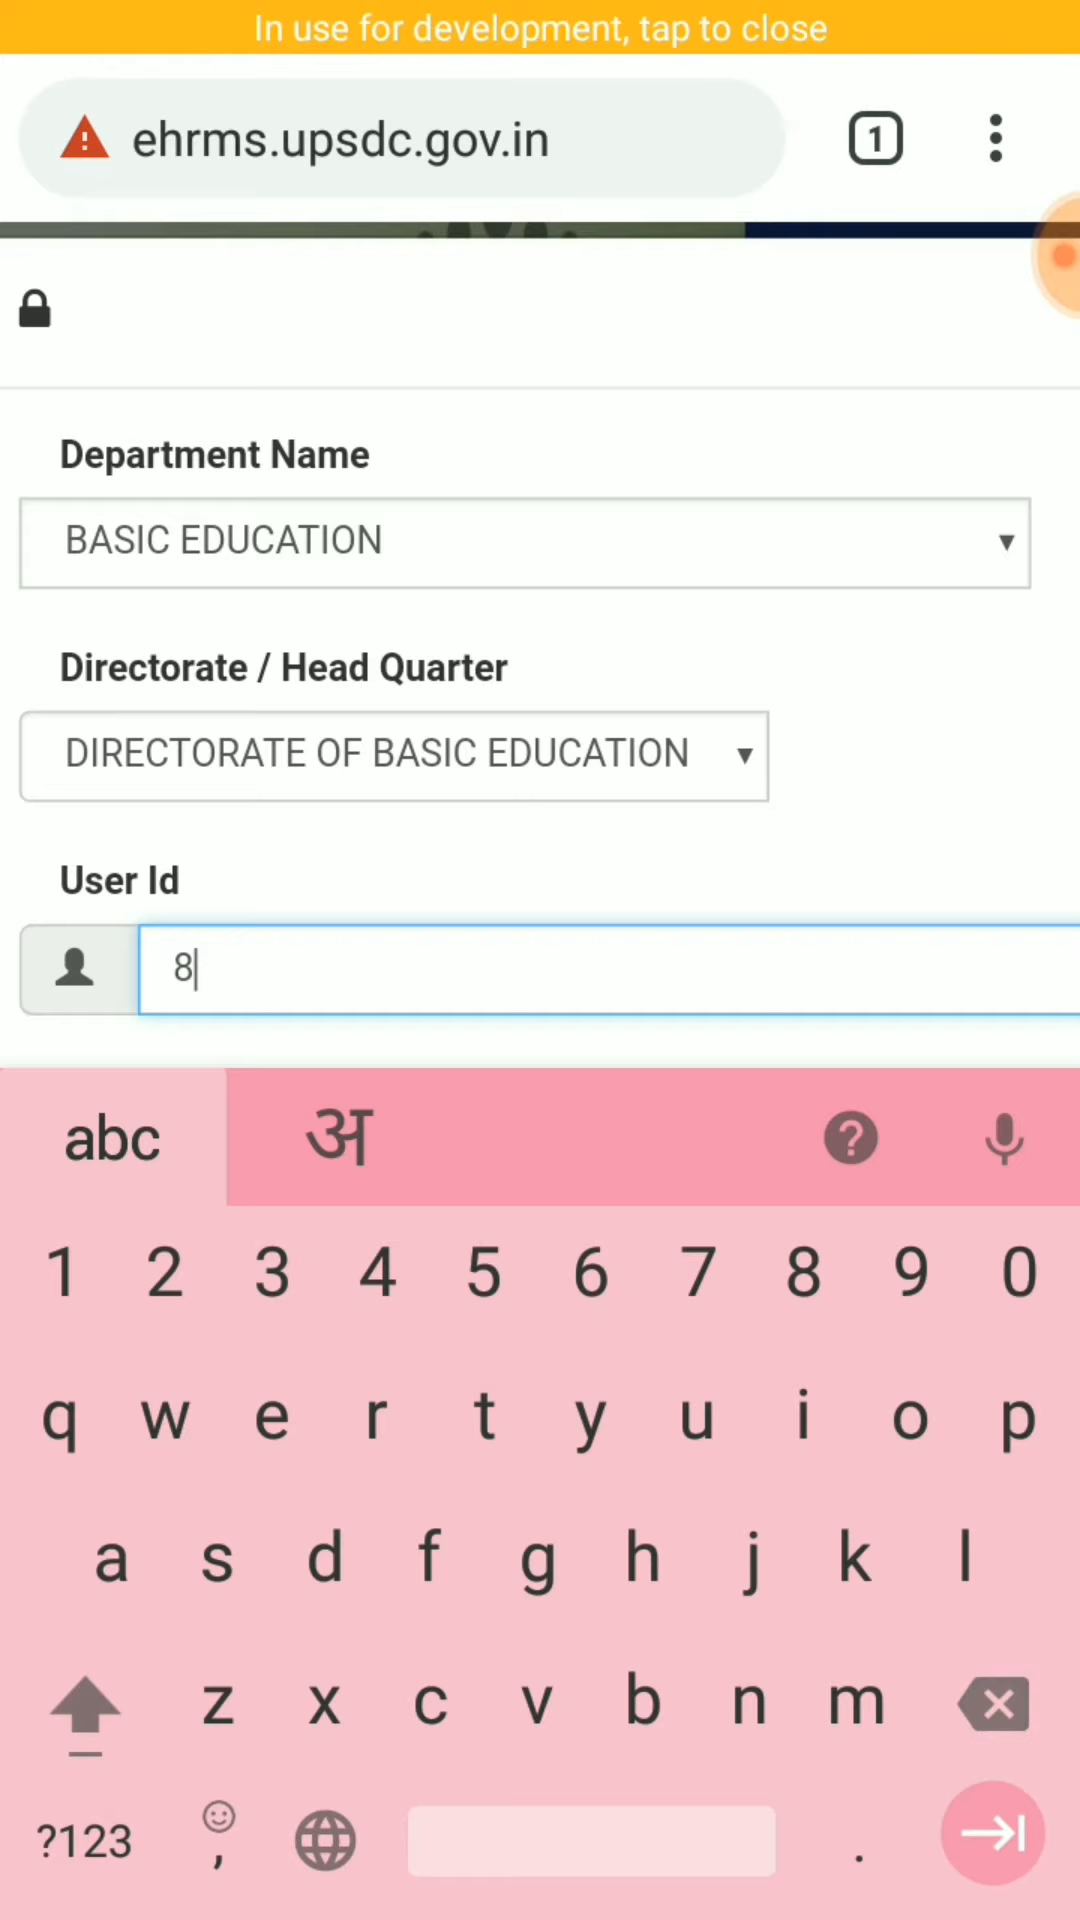 In use for development, tap to close
ehrms.upsdc.gov.in
1
Department Name
BASIC EDUCATION
Directorate / Head Quarter
DIRECTORATE OF BASIC EDUCATION
User Id
8
abc अ ?
1 2 3 4 5 6 7 8 9 0
q w e r t y u i o p
a s d f g h j k l
z x c v b n m
?123 , .